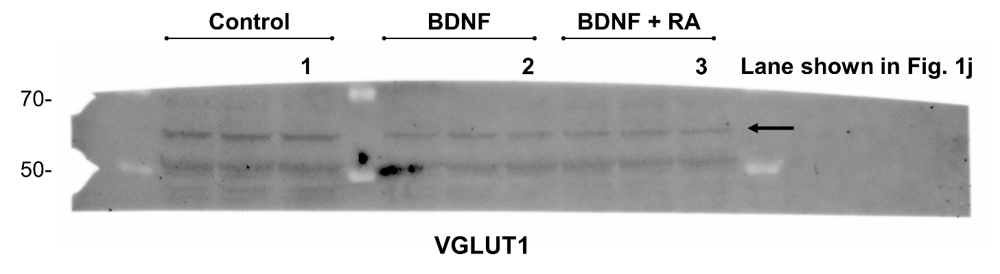 Control BDNF BDNF + RA
1 2 3 Lane shown in Fig. 1j
70-
50-
VGLUT1